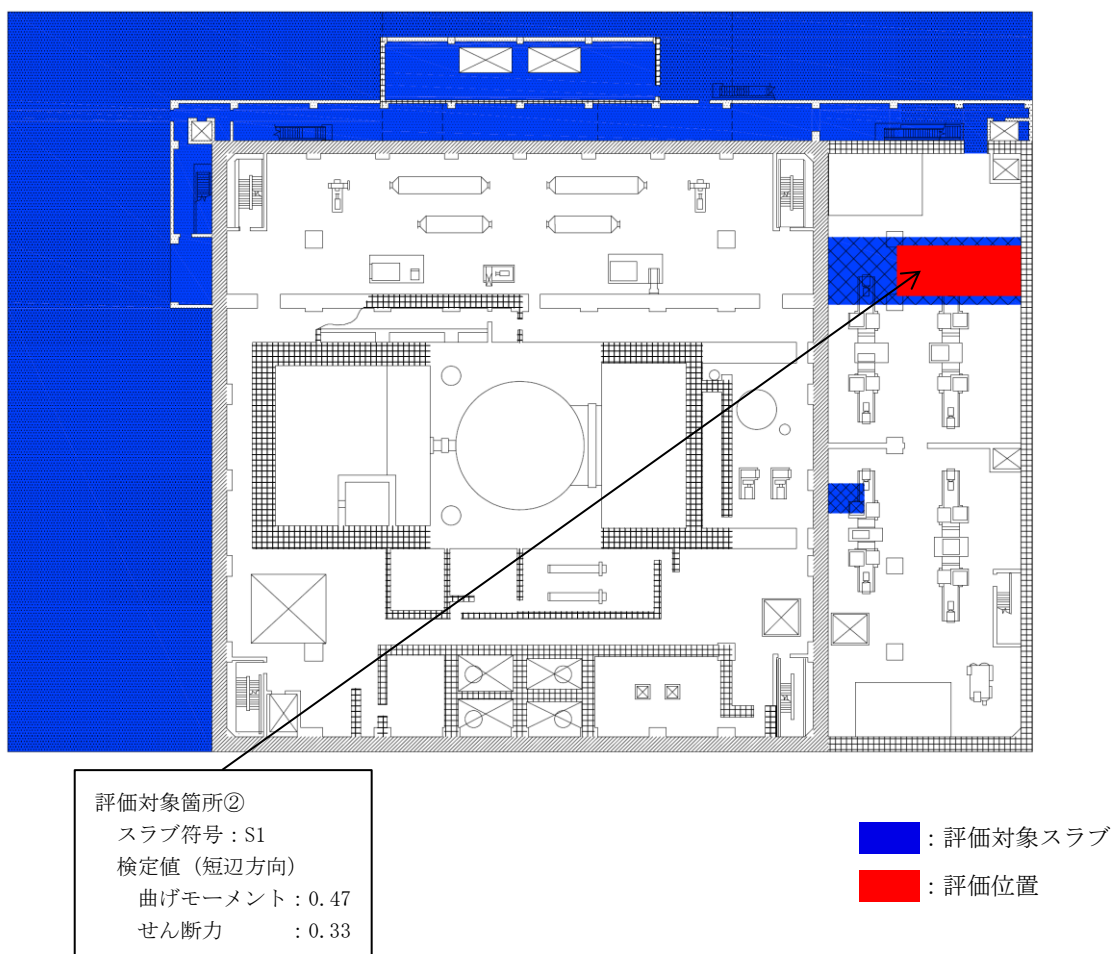 評価対象箇所②
スラブ符号：S1
検定値（短辺方向）
曲げモーメント：0.47
せん断力　　　：0.33
：評価対象スラブ
：評価位置